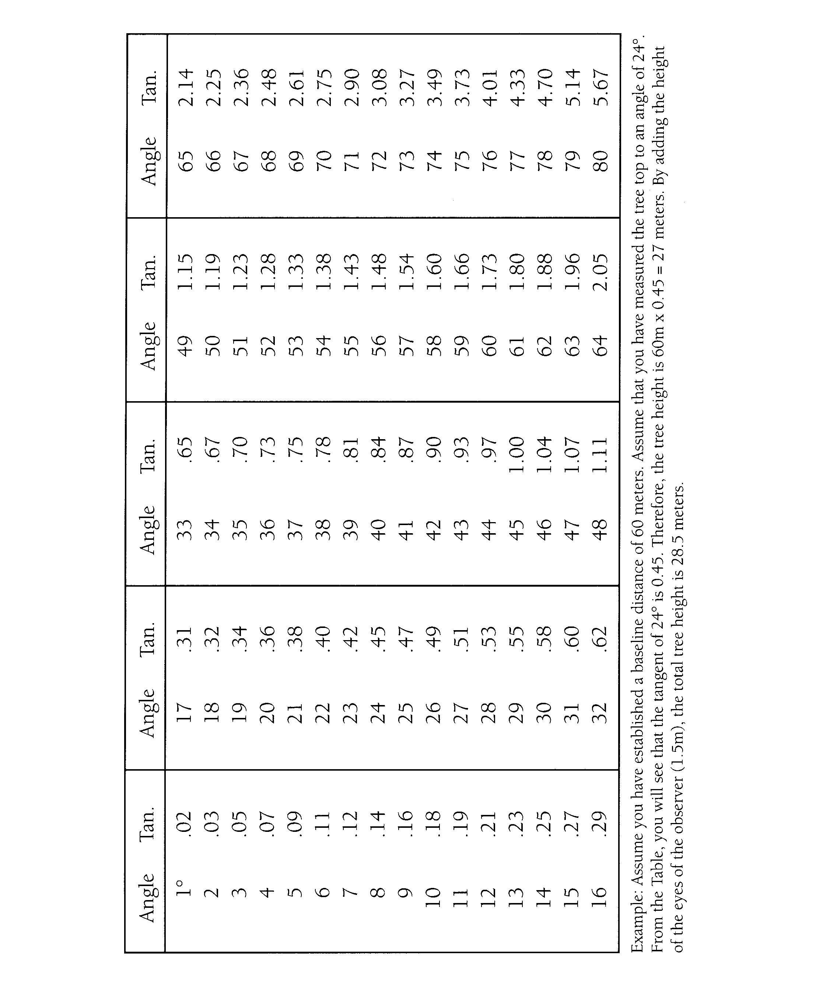 Angle Tan. Angle Tan. Angle Tan. Angle Tan. Angle Tan.
1° .02 17 .31 33 .65 49 1.15 65 2.14
2 .03 18 .32 34 .67 50 1.19 66 2.25
3 .05 19 .34 35 .70 51 1.23 67 2.36
4 .07 20 .36 36 .73 52 1.28 68 2.48
5 .09 21 .38 37 .75 53 1.33 69 2.61
6 .11 22 .40 38 .78 54 1.38 70 2.75
7 .12 23 .42 39 .81 55 1.43 71 2.90
8 .14 24 .45 40 .84 56 1.48 72 3.08
9 .16 25 .47 41 .87 57 1.54 73 3.27
10 .18 26 .49 42 .90 58 1.60 74 3.49
11 .19 27 .51 43 .93 59 1.66 75 3.73
12 .21 28 .53 44 .97 60 1.73 76 4.01
13 .23 29 .55 45 1.00 61 1.80 77 4.33
14 .25 30 .58 46 1.04 62 1.88 78 4.70
15 .27 31 .60 47 1.07 63 1.96 79 5.14
16 .29 32 .62 48 1.11 64 2.05 80 5.67
Example: Assume you have established a baseline distance of 60 meters. Assume that you have measured the tree top to an angle of 24°.
From the Table, you will see that the tangent of 24° is 0.45. Therefore, the tree height is 60m x 0.45 = 27 meters. By adding the height
of the eyes of the observer (1.5m), the total tree height is 28.5 meters.